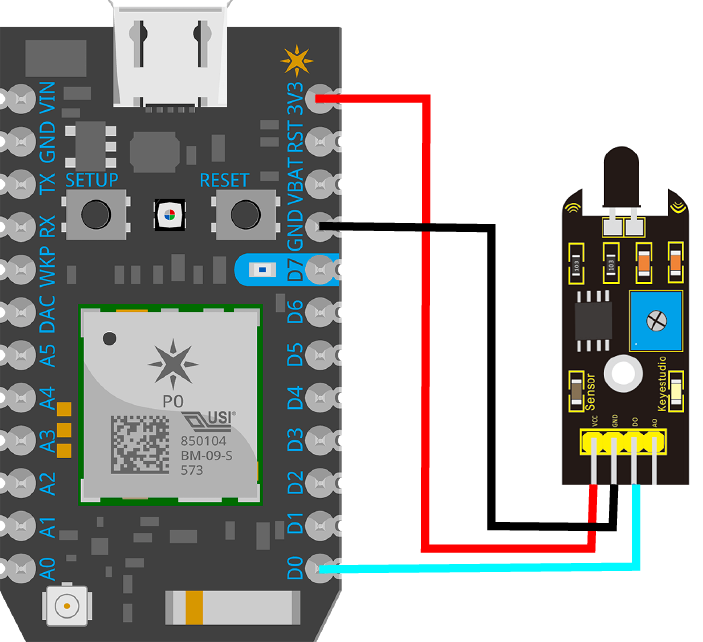 VIN
GND
TX
RX
WKP
DAC
A5
A4
A3
A2
A1
A0
SETUP
RESET
3V3
RST
VBAT
GND
D7
D6
D5
D4
D3
D2
D1
D0
P0
USI®
850104
BM-09-S
573
103
103
Sensor
Keyestudio
VCC
GND
DO
AO